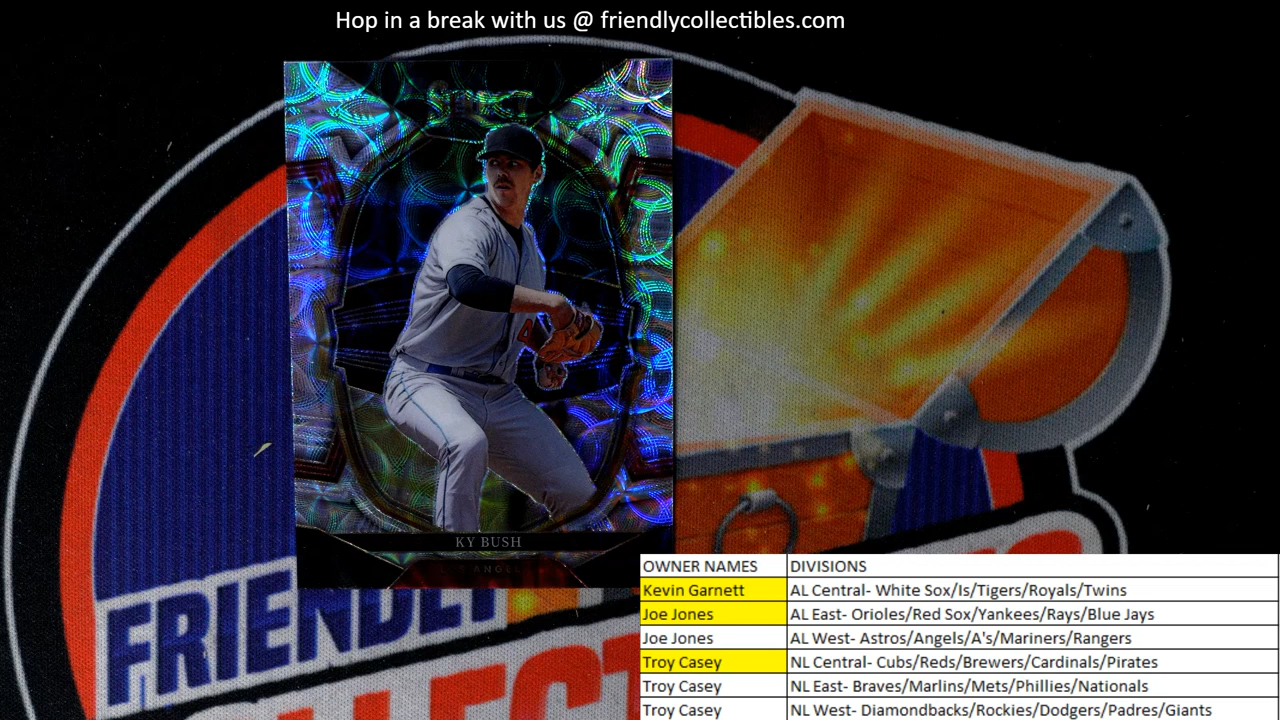 Hop in a break with us @ friendlycollectibles.com
SELECT
KY BUSH
ANGELS
FRIENDLY
OWNER NAMES DIVISIONS
Kevin Garnett AL Central- White Sox/Is/Tigers/Royals/Twins
Joe Jones AL East- Orioles/Red Sox/Yankees/Rays/Blue Jays
Joe Jones AL West- Astros/Angels/A's/Mariners/Rangers
Troy Casey NL Central- Cubs/Reds/Brewers/Cardinals/Pirates
Troy Casey NL East- Braves/Marlins/Mets/Phillies/Nationals
Troy Casey NL West- Diamondbacks/Rockies/Dodgers/Padres/Giants